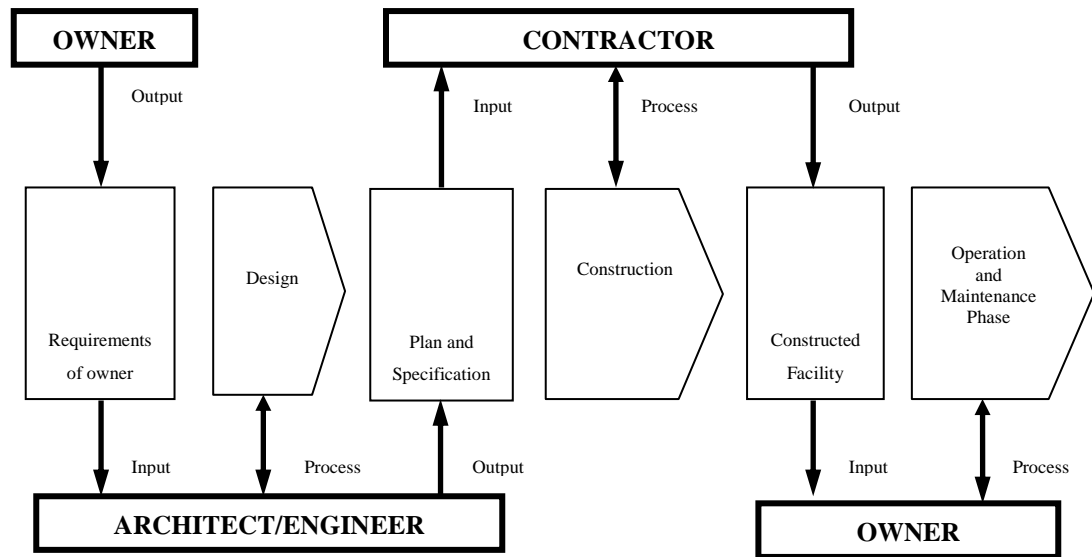 OWNER
CONTRACTOR
Output
Input
Process
Output
Requirements
of owner
Design
Plan and
Specification
Construction
Constructed
Facility
Operation
and
Maintenance
Phase
Input
Process
Output
Input
Process
ARCHITECT/ENGINEER
OWNER